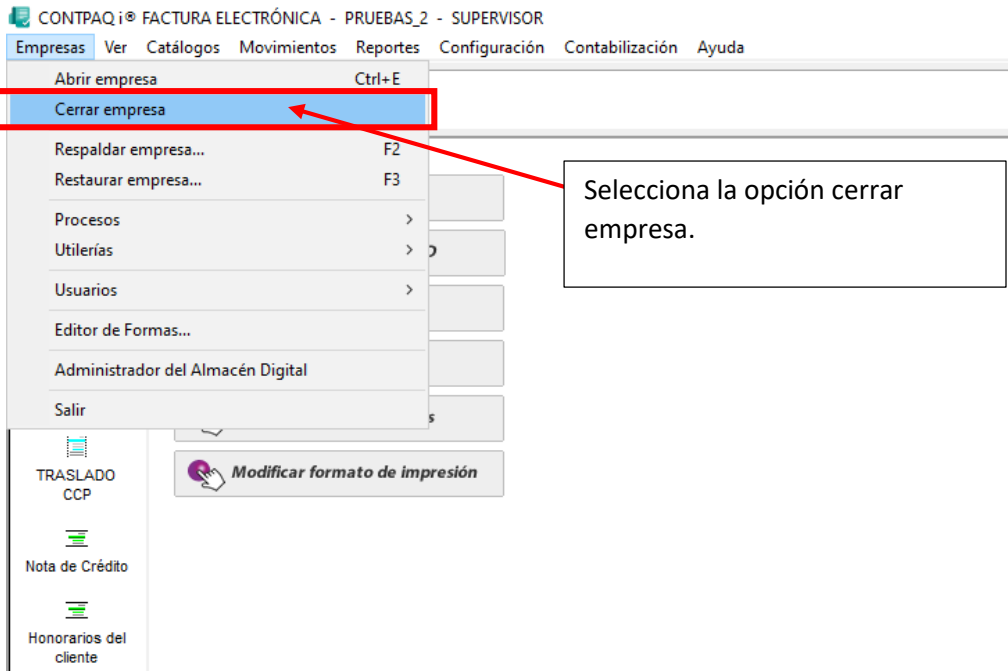 CONTPAQ i® FACTURA ELECTRÓNICA - PRUEBAS_2 - SUPERVISOR
Empresas Ver Catálogos Movimientos Reportes Configuración Contabilización Ayuda
Abrir empresa Ctrl+E
Cerrar empresa
Respaldar empresa... F2
Restaurar empresa... F3
Procesos >
Utilerías >
Usuarios >
Editor de Formas...
Administrador del Almacén Digital
Salir
Selecciona la opción cerrar
empresa.
Modificar formato de impresión
TRASLADO
CCP
Nota de Crédito
Honorarios del
cliente